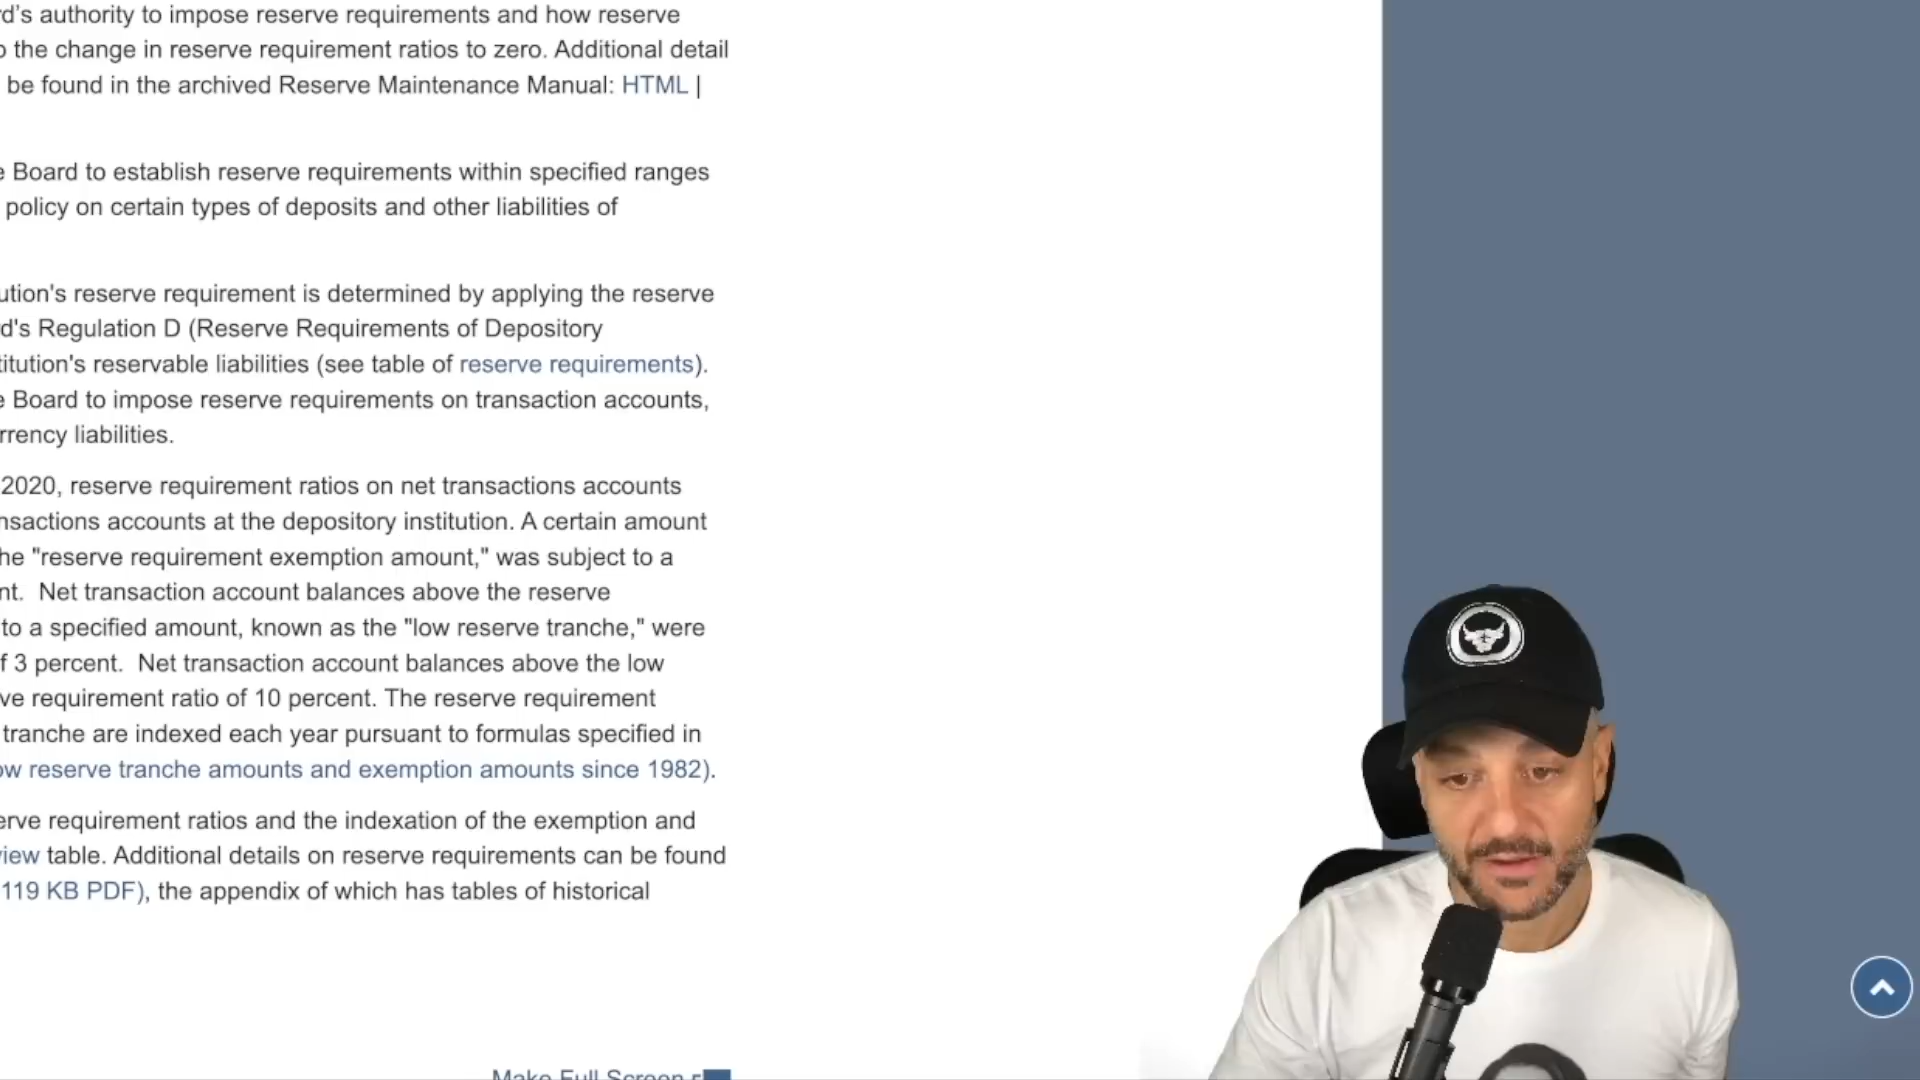 rd's authority to impose reserve requirements and how reserve
o the change in reserve requirement ratios to zero. Additional detail
be found in the archived Reserve Maintenance Manual: HTML |
e Board to establish reserve requirements within specified ranges
policy on certain types of deposits and other liabilities of
ution's reserve requirement is determined by applying the reserve
rd's Regulation D (Reserve Requirements of Depository
titution's reservable liabilities (see table of reserve requirements).
e Board to impose reserve requirements on transaction accounts,
rrency liabilities.
2020, reserve requirement ratios on net transactions accounts
nsactions accounts at the depository institution. A certain amount
he "reserve requirement exemption amount," was subject to a
nt. Net transaction account balances above the reserve
to a specified amount, known as the "low reserve tranche," were
f 3 percent. Net transaction account balances above the low
ve requirement ratio of 10 percent. The reserve requirement
tranche are indexed each year pursuant to formulas specified in
ow reserve tranche amounts and exemption amounts since 1982).
erve requirement ratios and the indexation of the exemption and
view table. Additional details on reserve requirements can be found
119 KB PDF), the appendix of which has tables of historical
Make Full Screen